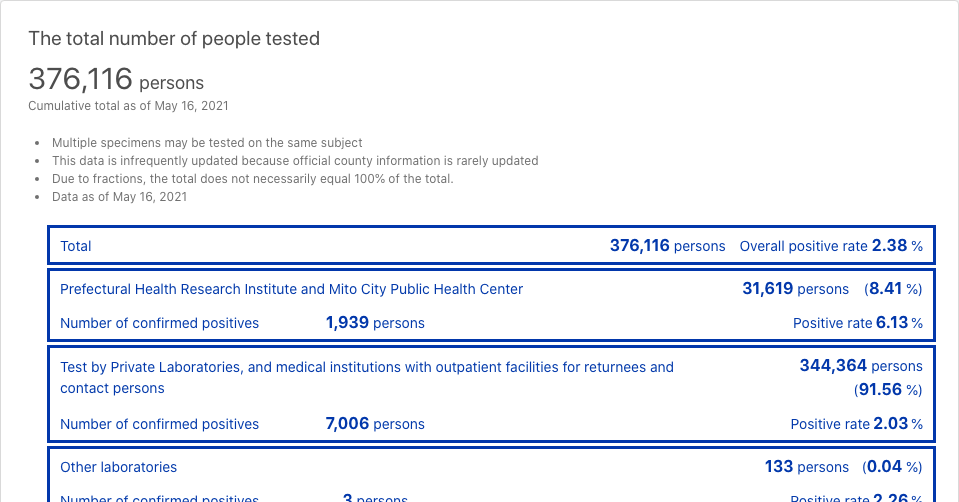 The total number of people tested
376,116 persons
Cumulative total as of May 16, 2021
Multiple specimens may be tested on the same subject
This data is infrequently updated because official county information is rarely updated
Due to fractions, the total does not necessarily equal 100% of the total.
Data as of May 16, 2021
Total 376,116 persons Overall positive rate 2.38 %
Prefectural Health Research Institute and Mito City Public Health Center 31,619 persons (8.41 %)
Number of confirmed positives 1,939 persons Positive rate 6.13 %
Test by Private Laboratories, and medical institutions with outpatient facilities for returnees and 344,364 persons
contact persons (91.56 %)
Number of confirmed positives 7,006 persons Positive rate 2.03 %
Other laboratories 133 persons (0.04 %)
Number of confirmed positives 3 persons Positive rate 2.26 %